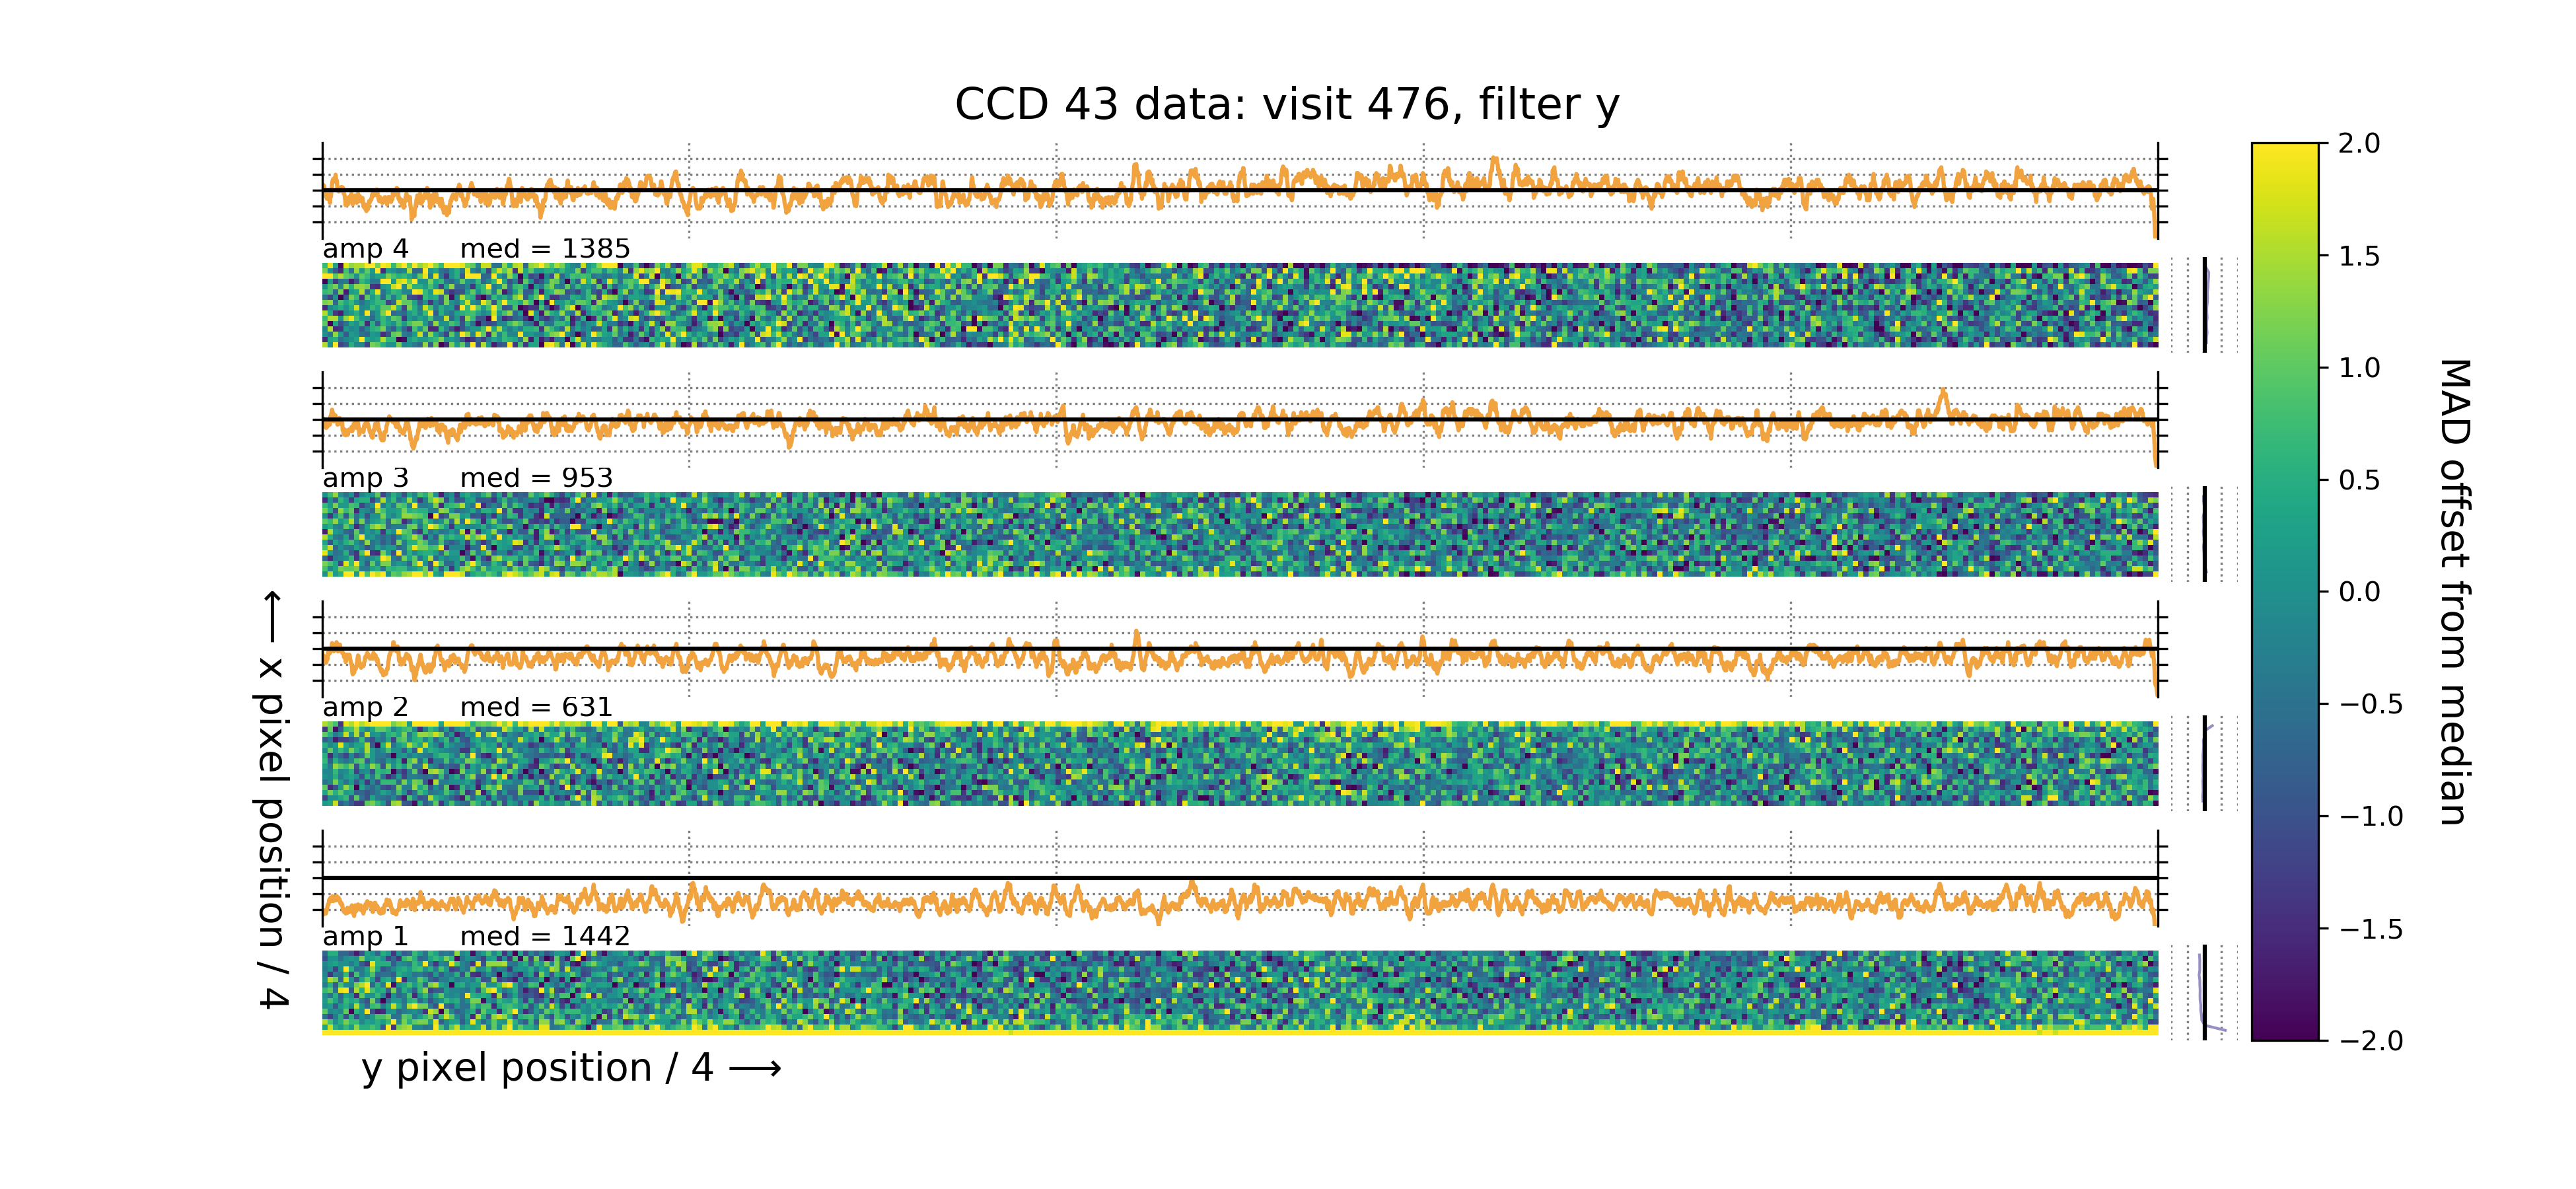 CCD 43 data: visit 476, filter y
amp 4 med = 1385
amp 3 med = 953
amp 2 med = 631
amp 1 med = 1442
⟵ x pixel position / 4
y pixel position / 4 ⟶
2.0
1.5
1.0
0.5
0.0
−0.5
−1.0
−1.5
−2.0
MAD offset from median